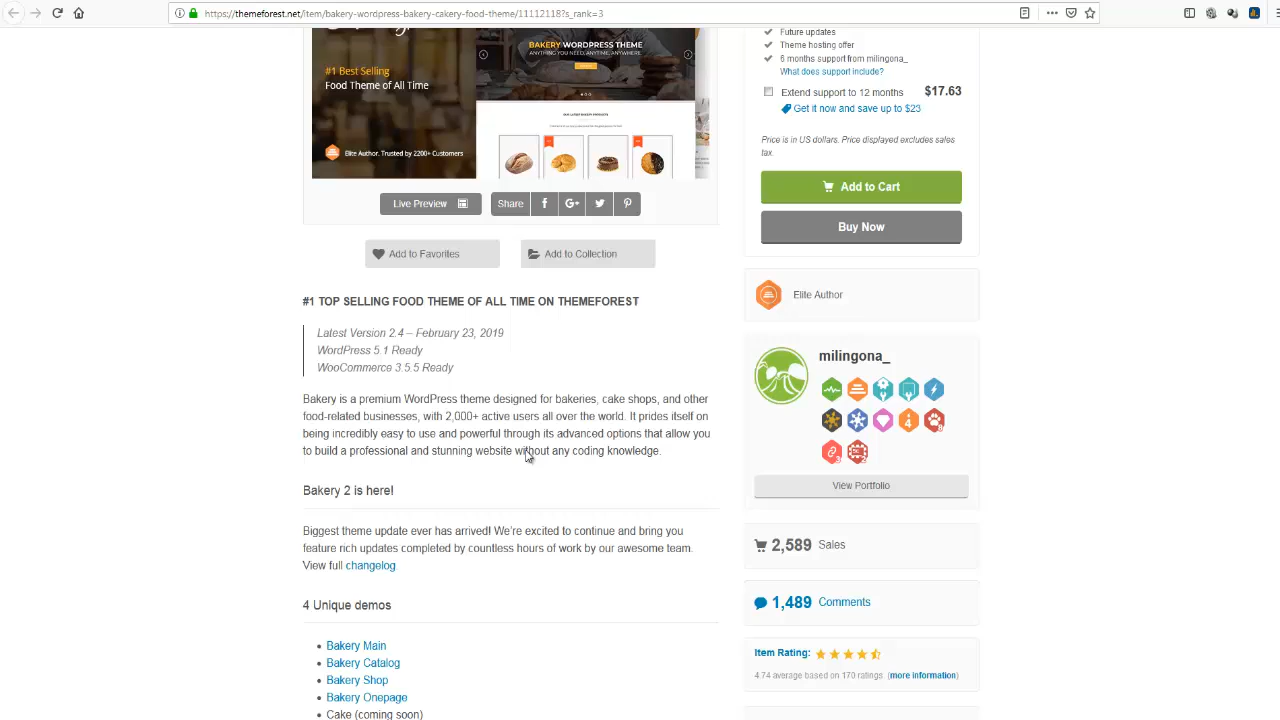 https://themeforest.net/item/bakery-wordpress-bakery-cakery-food-theme/11112118?s_rank=3
#1 Best Selling
Food Theme of All Time
Elite Author. Trusted by 2200+ Customers
BAKERY WORDPRESS THEME
ANYTHING YOU NEED, ANYTIME, ANYWHERE.
OUR LATEST BAKERY PRODUCTS
Live Preview
Share
Add to Favorites
Add to Collection
#1 TOP SELLING FOOD THEME OF ALL TIME ON THEMEFOREST
Latest Version 2.4 – February 23, 2019
WordPress 5.1 Ready
WooCommerce 3.5.5 Ready
Bakery is a premium WordPress theme designed for bakeries, cake shops, and other
food-related businesses, with 2,000+ active users all over the world. It prides itself on
being incredibly easy to use and powerful through its advanced options that allow you
to build a professional and stunning website without any coding knowledge.
Bakery 2 is here!
Biggest theme update ever has arrived! We're excited to continue and bring you
feature rich updates completed by countless hours of work by our awesome team.
View full changelog.
4 Unique demos
Bakery Main
Bakery Catalog
Bakery Shop
Bakery Onepage
Cake (coming soon)
Future updates
Theme hosting offer
6 months support from milingona_
What does support include?
Extend support to 12 months $17.63
Get it now and save up to $23
Price is in US dollars. Price displayed excludes sales
tax.
Add to Cart
Buy Now
Elite Author
milingona_
4
8
3
View Portfolio
2,589 Sales
1,489 Comments
Item Rating:
4.74 average based on 170 ratings. (more information)